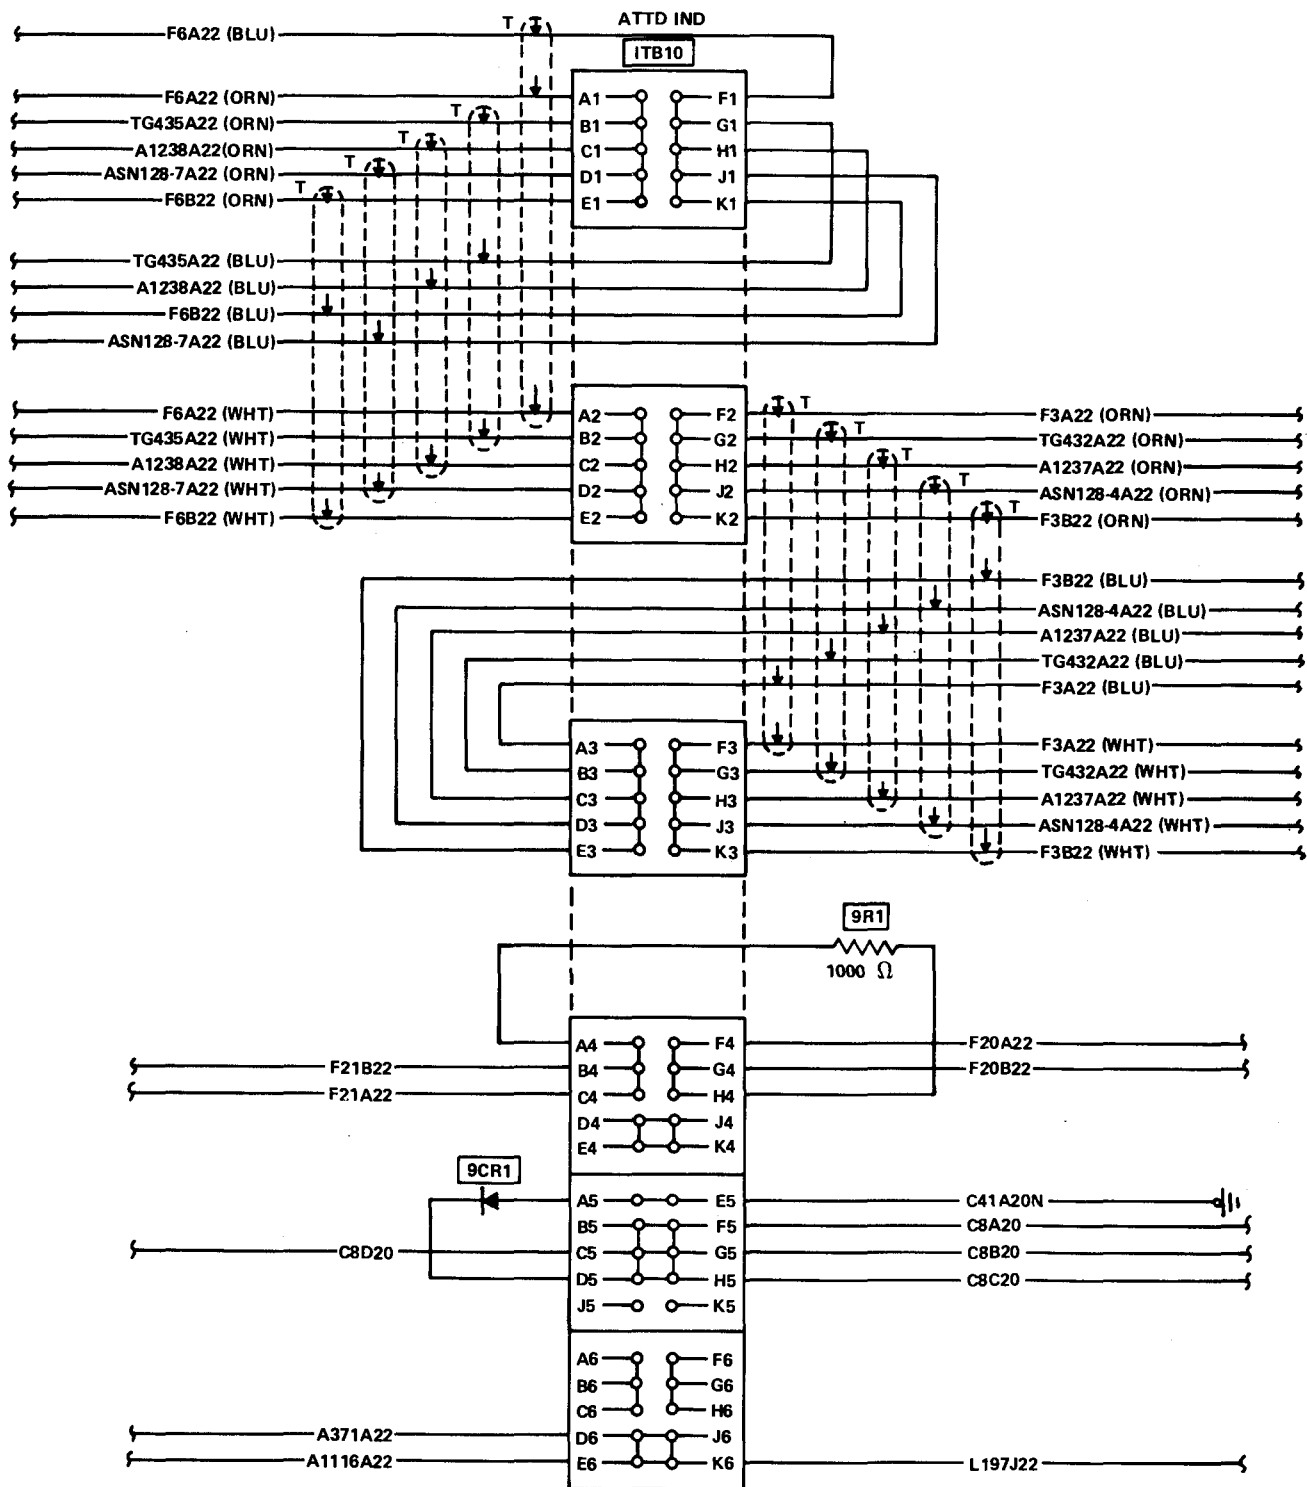 ATTD IND
ITB10
F6A22 (BLU)
T
F6A22 (ORN)
A1
F1
T
TG435A22 (ORN)
B1
G1
T
A1238A22(ORN)
C1
H1
T
ASN128-7A22 (ORN)
D1
J1
T
F6B22 (ORN)
E1
K1
TG435A22 (BLU)
A1238A22 (BLU)
F6B22 (BLU)
ASN128-7A22 (BLU)
F6A22 (WHT)
A2
F2
T
F3A22 (ORN)
TG435A22 (WHT)
B2
G2
T
TG432A22 (ORN)
A1238A22 (WHT)
C2
H2
T
A1237A22 (ORN)
ASN128-7A22 (WHT)
D2
J2
T
ASN128-4A22 (ORN)
F6B22 (WHT)
E2
K2
T
F3B22 (ORN)
F3B22 (BLU)
ASN128-4A22 (BLU)
A1237A22 (BLU)
TG432A22 (BLU)
F3A22 (BLU)
A3
F3
F3A22 (WHT)
B3
G3
TG432A22 (WHT)
C3
H3
A1237A22 (WHT)
D3
J3
ASN128-4A22 (WHT)
E3
K3
F3B22 (WHT)
9R1
1000 Ω
A4
F4
F20A22
F21B22
B4
G4
F20B22
F21A22
C4
H4
D4
J4
E4
K4
9CR1
A5
E5
C41A20N
B5
F5
C8A20
C8D20
C5
G5
C8B20
D5
H5
C8C20
J5
K5
A6
F6
B6
G6
C6
H6
A371A22
D6
J6
A1116A22
E6
K6
L197J22